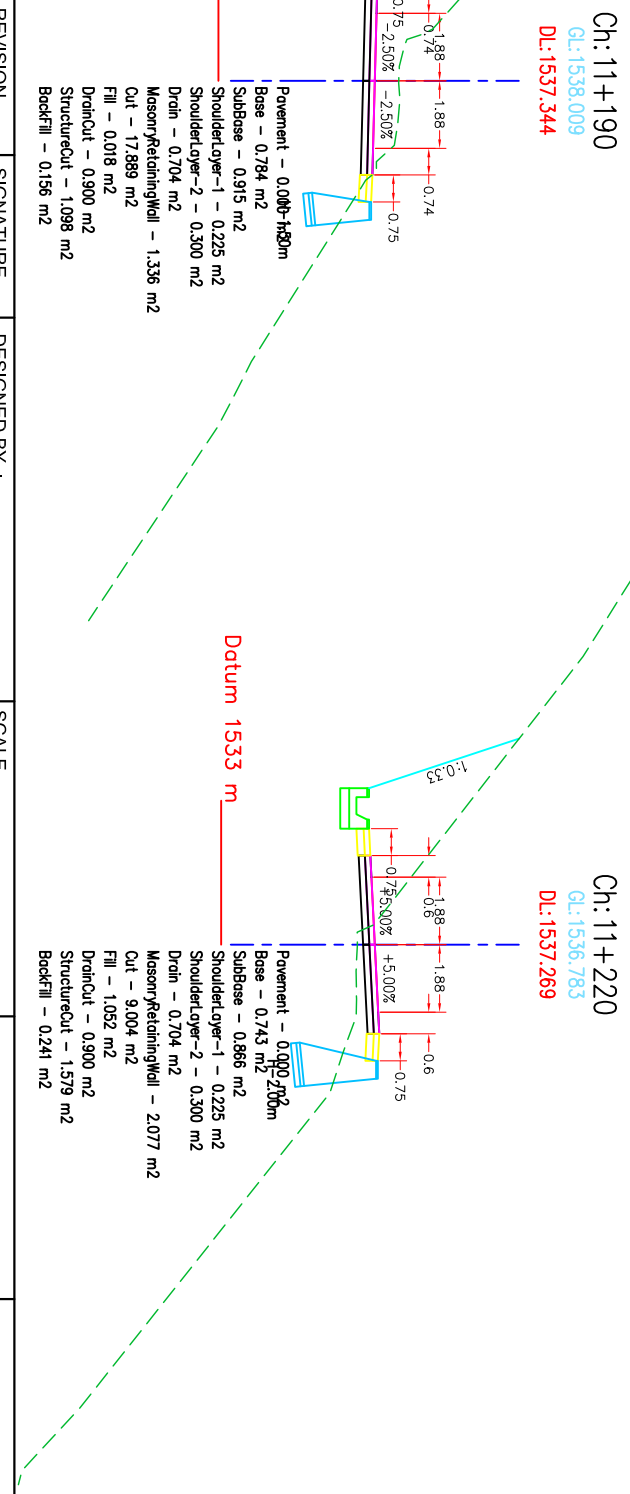 Ch: 11+190
GL:1538.009
DL:1537.344
1.88
1.88
0.74
0.74
0.75
0.75
-2.50%
-2.50%
Pavement - 0.000 m2
H-1.50m
Base - 0.784 m2
SubBase - 0.915 m2
ShoulderLayer-1 - 0.225 m2
ShoulderLayer-2 - 0.300 m2
Drain - 0.704 m2
MasonryRetainingWall - 1.336 m2
Cut - 17.889 m2
Fill - 0.018 m2
DrainCut - 0.900 m2
StructureCut - 1.098 m2
BackFill - 0.156 m2
Ch: 11+220
GL:1536.783
DL:1537.269
1:0.33
1.88
1.88
0.6
0.6
0.75
0.75
+5.00%
+5.00%
Datum 1533 m
Pavement - 0.000 m2
H-2.00m
Base - 0.743 m2
SubBase - 0.866 m2
ShoulderLayer-1 - 0.225 m2
ShoulderLayer-2 - 0.300 m2
Drain - 0.704 m2
MasonryRetainingWall - 2.077 m2
Cut - 9.004 m2
Fill - 1.052 m2
DrainCut - 0.900 m2
StructureCut - 1.579 m2
BackFill - 0.241 m2
REVISION
SIGNATURE
DESIGNED BY
SCALE